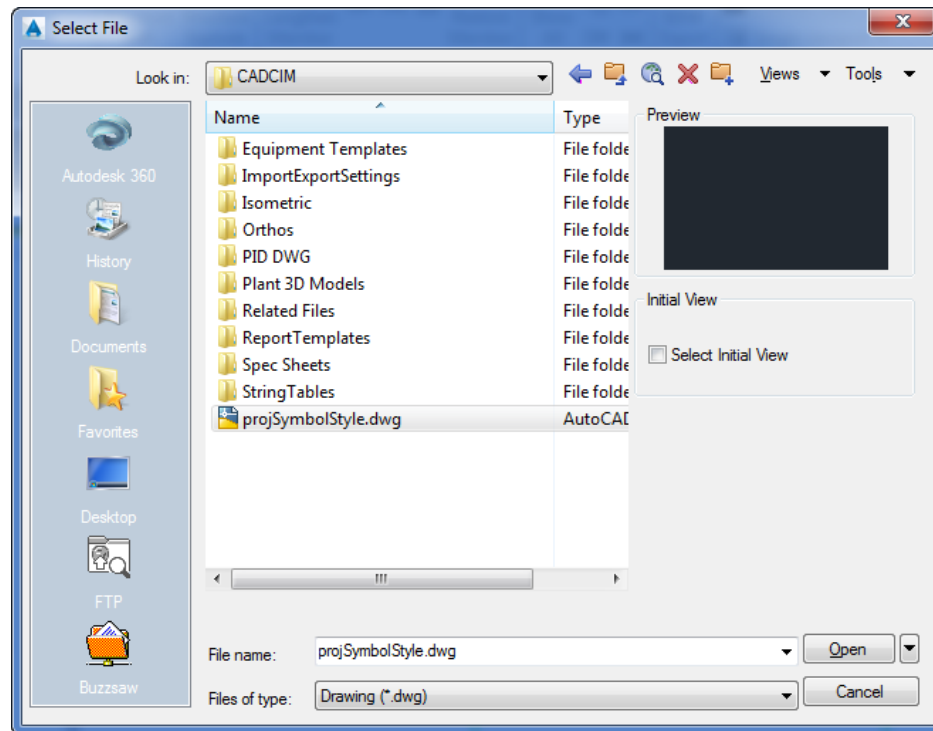 Select File
Look in: CADCIM Views Tools
Name Type Preview
Equipment Templates File folde
ImportExportSettings File folde
Isometric File folde
Orthos File folde
PID DWG File folde
Plant 3D Models File folde
Related Files File folde
ReportTemplates File folde
Spec Sheets File folde
StringTables File folde
projSymbolStyle.dwg AutoCAD
Initial View
Select Initial View
Autodesk 360
History
Documents
Favorites
Desktop
FTP
Buzzsaw
File name: projSymbolStyle.dwg Open
Files of type: Drawing (*.dwg) Cancel